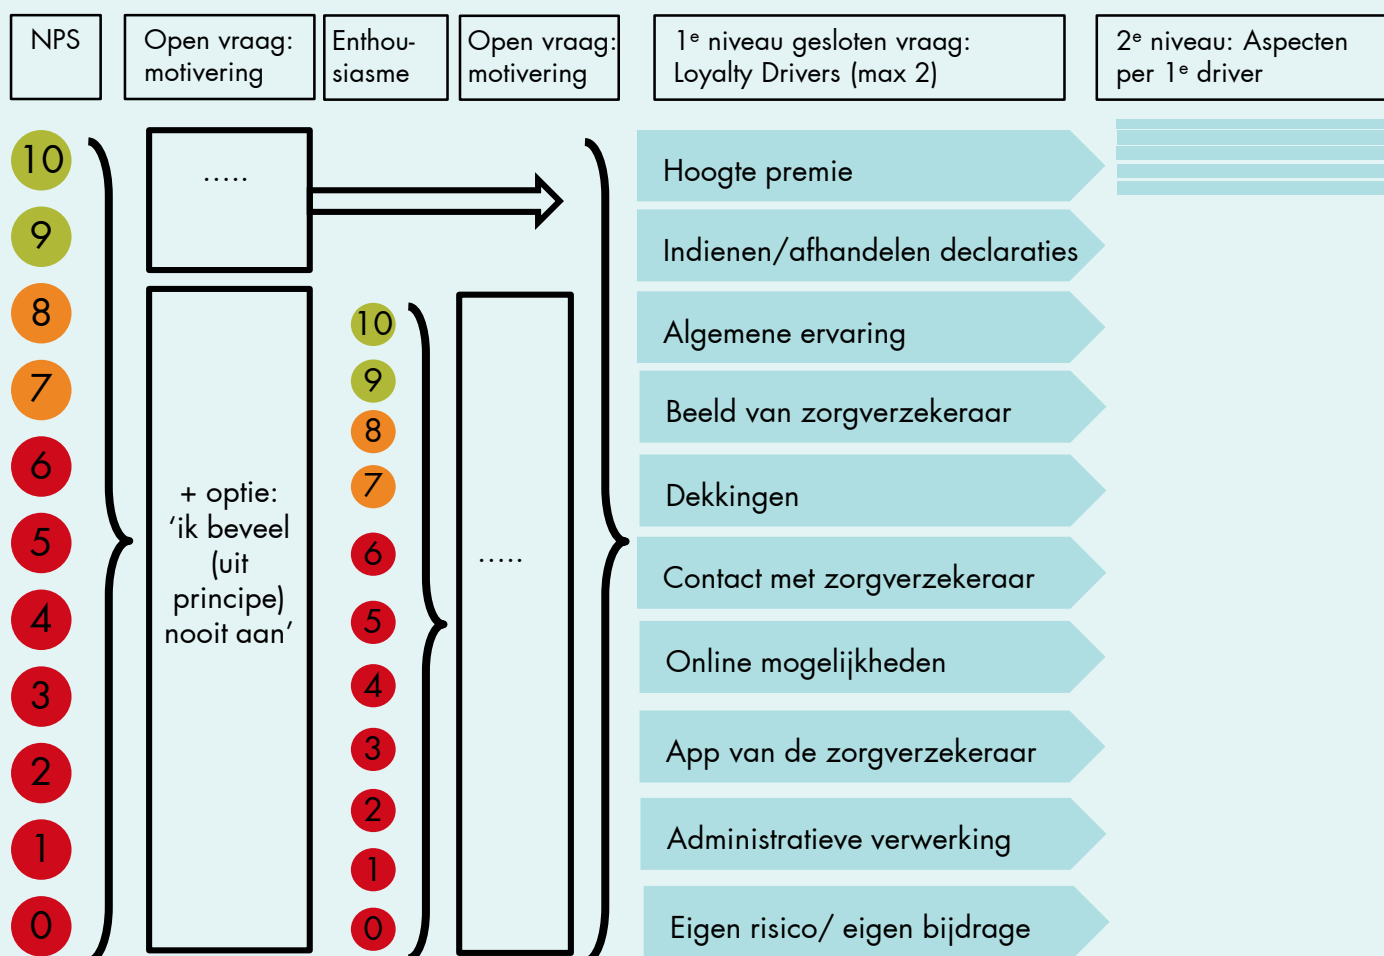 NPS
Open vraag:
motivering
Enthou-
siasme
Open vraag:
motivering
1e niveau gesloten vraag:
Loyalty Drivers (max 2)
2e niveau: Aspecten
per 1e driver
10
9
8
7
6
5
4
3
2
1
0
.....
+ optie:
‘ik beveel
(uit
principe)
nooit aan’
10
9
8
7
6
5
4
3
2
1
0
.....
Hoogte premie
Indienen/afhandelen declaraties
Algemene ervaring
Beeld van zorgverzekeraar
Dekkingen
Contact met zorgverzekeraar
Online mogelijkheden
App van de zorgverzekeraar
Administratieve verwerking
Eigen risico/ eigen bijdrage